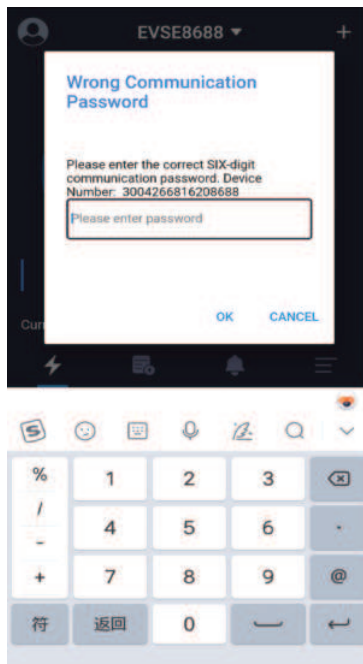 EVSE8688
+
Wrong Communication
Password
Please enter the correct SIX-digit
communication password. Device
Number: 3004266816208688
Please enter password
OK CANCEL
Curr
% 1 2 3
/
- 4 5 6 .
+ 7 8 9 @
符 返回 0